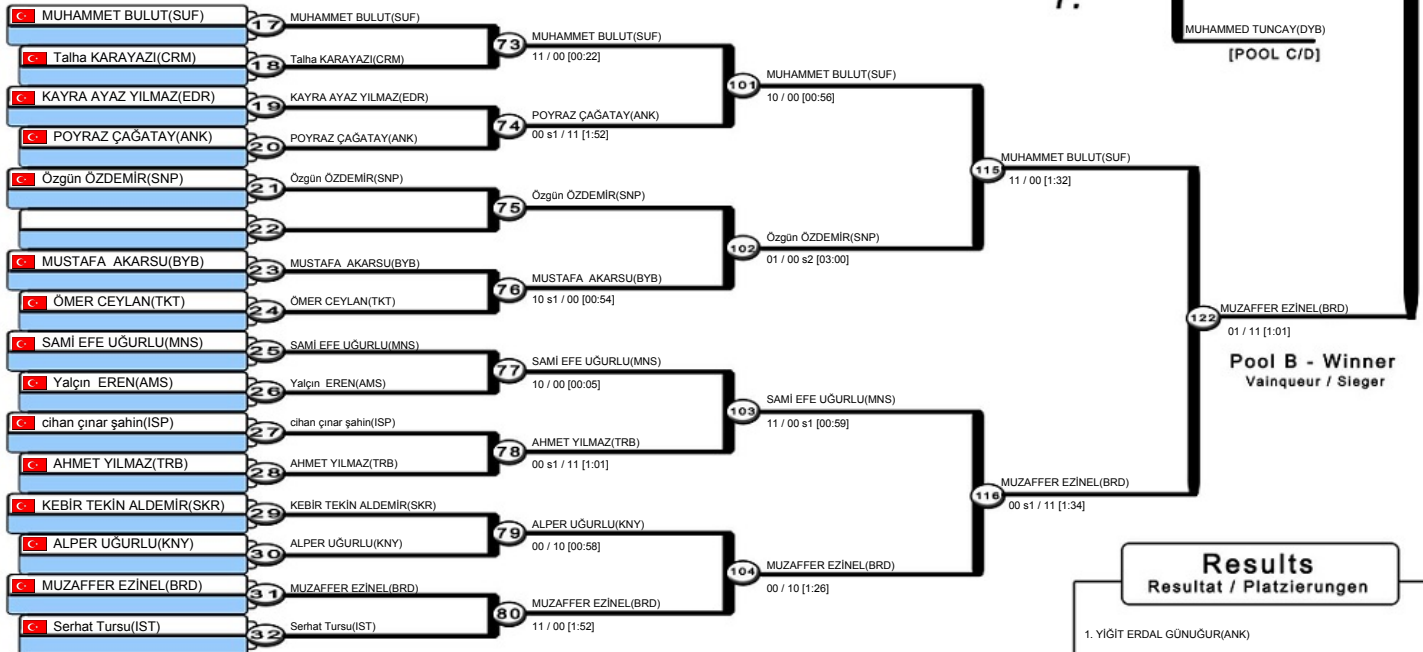 MUHAMMET BULUT(SUF)
Talha KARAYAZI(CRM)
KAYRA AYAZ YILMAZ(EDR)
POYRAZ ÇAĞATAY(ANK)
Özgün ÖZDEMİR(SNP)
MUSTAFA AKARSU(BYB)
ÖMER CEYLAN(TKT)
SAMİ EFE UĞURLU(MNS)
Yalçın EREN(AMS)
cihan çınar şahin(ISP)
AHMET YILMAZ(TRB)
KEBİR TEKİN ALDEMİR(SKR)
ALPER UĞURLU(KNY)
MUZAFFER EZİNEL(BRD)
Serhat Tursu(IST)
17 MUHAMMET BULUT(SUF)
18 Talha KARAYAZI(CRM)
19 KAYRA AYAZ YILMAZ(EDR)
20 POYRAZ ÇAĞATAY(ANK)
21 Özgün ÖZDEMİR(SNP)
22
23 MUSTAFA AKARSU(BYB)
24 ÖMER CEYLAN(TKT)
25 SAMİ EFE UĞURLU(MNS)
26 Yalçın EREN(AMS)
27 cihan çınar şahin(ISP)
28 AHMET YILMAZ(TRB)
29 KEBİR TEKİN ALDEMİR(SKR)
30 ALPER UĞURLU(KNY)
31 MUZAFFER EZİNEL(BRD)
32 Serhat Tursu(IST)
73 MUHAMMET BULUT(SUF)
11 / 00 [00:22]
74 POYRAZ ÇAĞATAY(ANK)
00 s1 / 11 [1:52]
75 Özgün ÖZDEMİR(SNP)
76 MUSTAFA AKARSU(BYB)
10 s1 / 00 [00:54]
77 SAMİ EFE UĞURLU(MNS)
10 / 00 [00:05]
78 AHMET YILMAZ(TRB)
00 s1 / 11 [1:01]
79 ALPER UĞURLU(KNY)
00 / 10 [00:58]
80 MUZAFFER EZİNEL(BRD)
11 / 00 [1:52]
101 MUHAMMET BULUT(SUF)
10 / 00 [00:56]
102 Özgün ÖZDEMİR(SNP)
01 / 00 s2 [03:00]
103 SAMİ EFE UĞURLU(MNS)
11 / 00 s1 [00:59]
104 MUZAFFER EZİNEL(BRD)
00 / 10 [1:26]
115 MUHAMMET BULUT(SUF)
11 / 00 [1:32]
116 MUZAFFER EZİNEL(BRD)
00 s1 / 11 [1:34]
122 MUZAFFER EZİNEL(BRD)
01 / 11 [1:01]
Pool B - Winner
Vainqueur / Sieger
MUHAMMED TUNCAY(DYB)
[POOL C/D]
Results
Resultat / Platzierungen
1. YİĞİT ERDAL GÜNUĞUR(ANK)